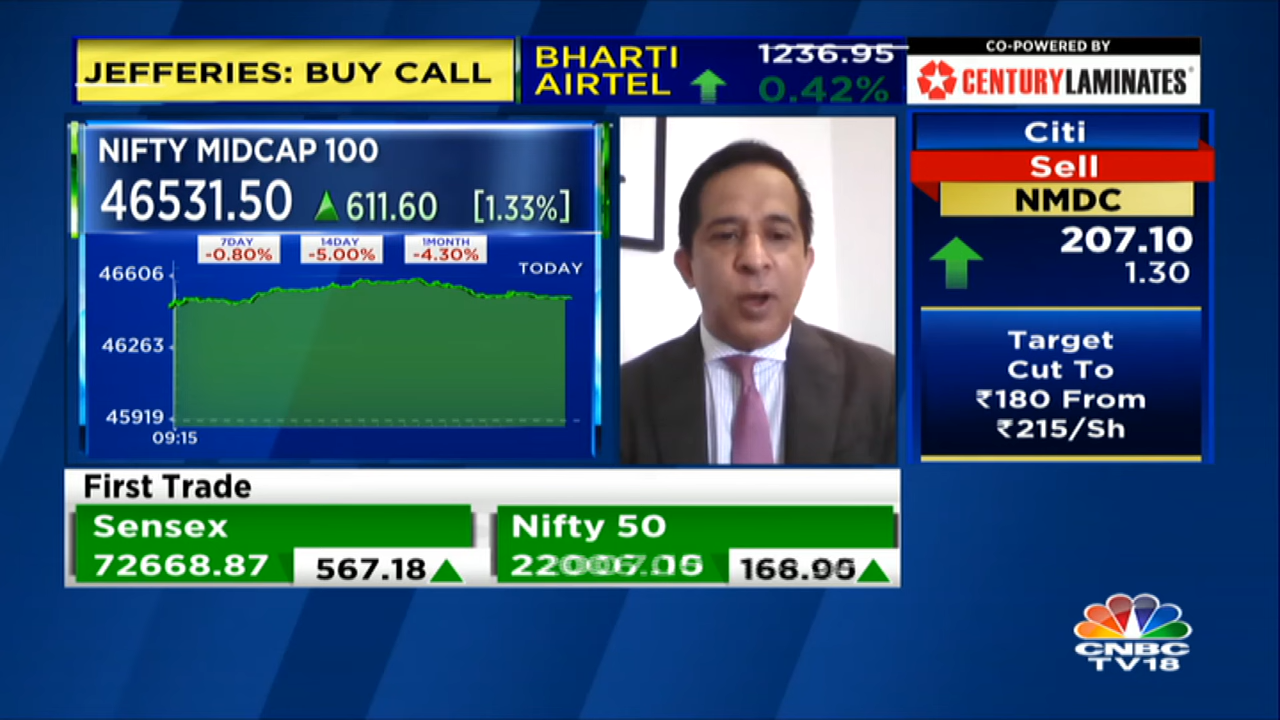 JEFFERIES: BUY CALL
BHARTI
AIRTEL
1236.95
0.42%
CO-POWERED BY
CENTURYLAMINATES®
NIFTY MIDCAP 100
46531.50 ▲ 611.60 [1.33%]
7DAY
-0.80%
14DAY
-5.00%
1MONTH
-4.30%
TODAY
46606
46263
45919
09:15
Citi
Sell
NMDC
207.10
1.30
Target
Cut To
₹180 From
₹215/Sh
First Trade
Sensex
72668.87 567.18 ▲
Nifty 50
168.95 ▲
CNBC
TV18